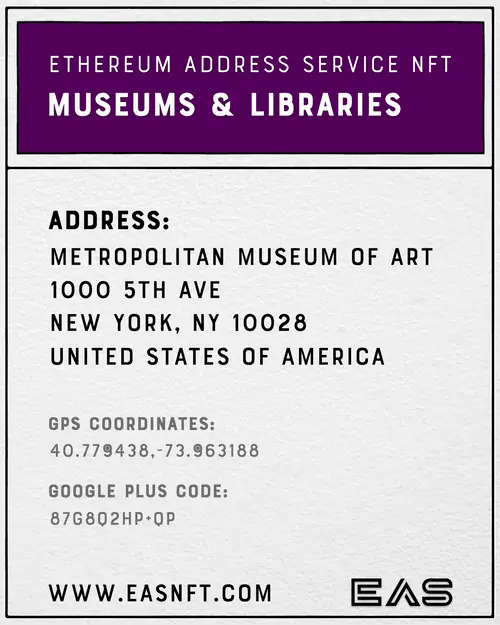 ETHEREUM ADDRESS SERVICE NFT
MUSEUMS & LIBRARIES
ADDRESS:
METROPOLITAN MUSEUM OF ART
1000 5TH AVE
NEW YORK, NY 10028
UNITED STATES OF AMERICA
GPS COORDINATES:
40.779438,-73.963188
GOOGLE PLUS CODE:
87G8Q2HP+QP
WWW.EASNFT.COM
EAS